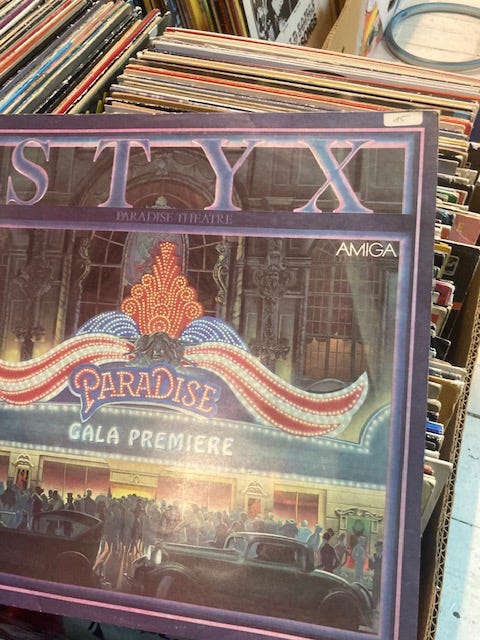 STYX
PARADISE THEATRE
AMIGA
PARADISE
GALA PREMIERE